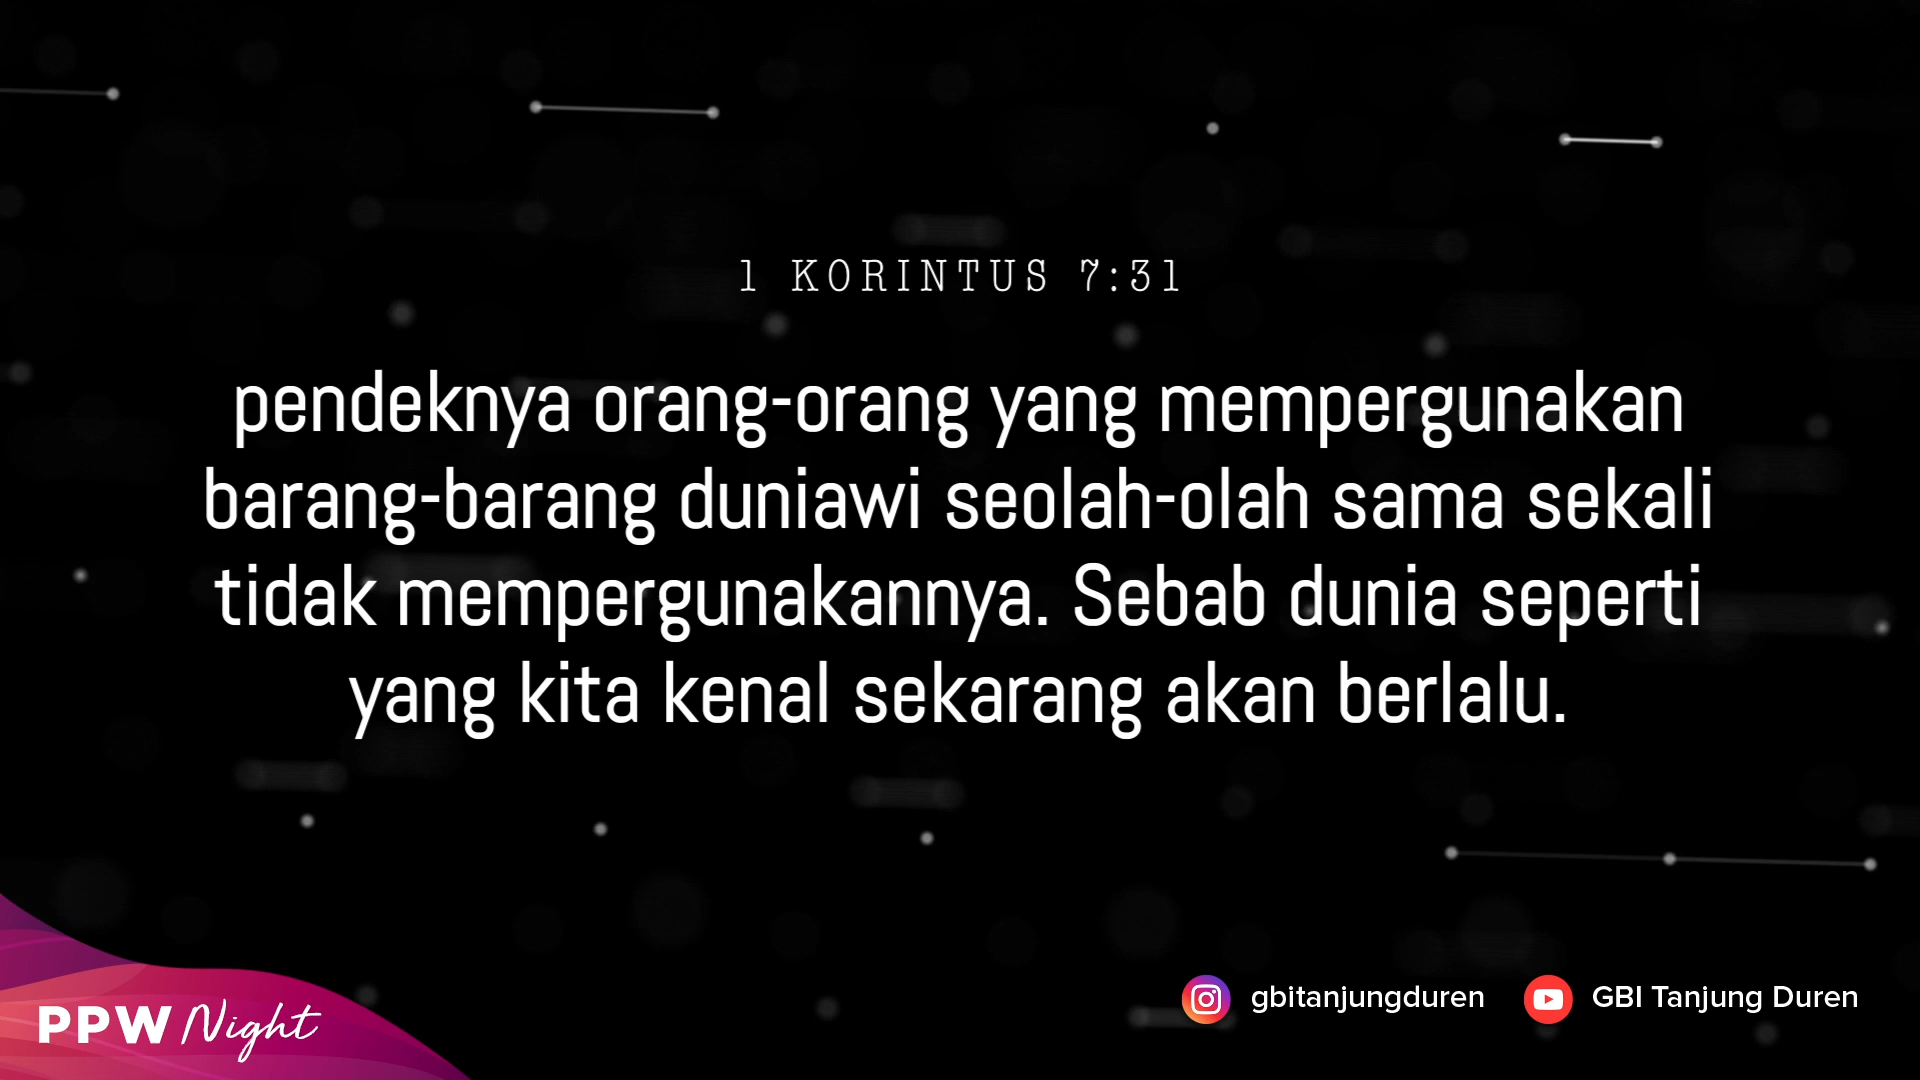 1 KORINTUS 7:31
pendeknya orang-orang yang mempergunakan
barang-barang duniawi seolah-olah sama sekali
tidak mempergunakannya. Sebab dunia seperti
yang kita kenal sekarang akan berlalu.
PPW Night
gbitanjungduren
GBI Tanjung Duren